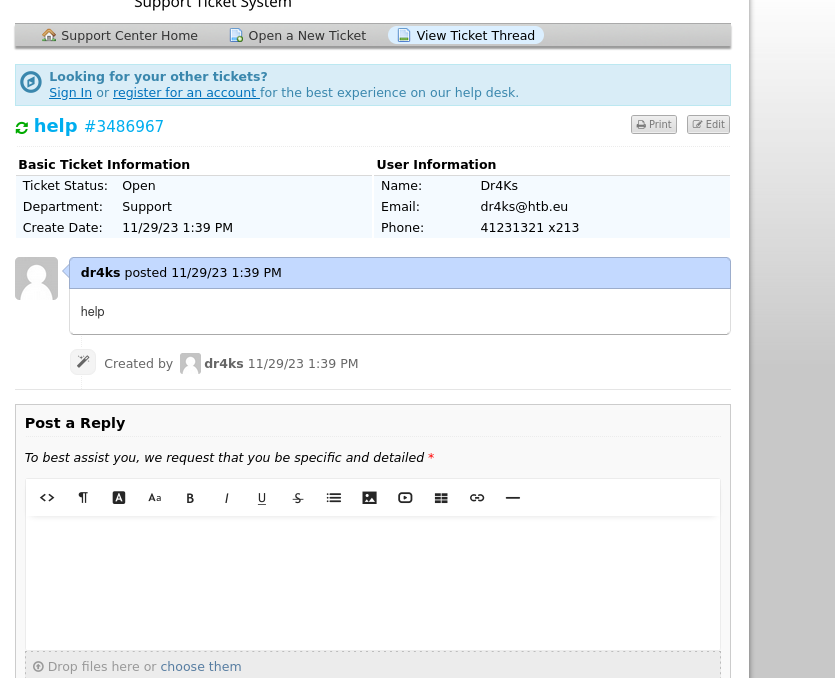 Support Ticket System
Support Center Home Open a New Ticket View Ticket Thread
Looking for your other tickets?
Sign In or register for an account for the best experience on our help desk.
help #3486967 Print Edit
Basic Ticket Information User Information
Ticket Status: Open Name: Dr4Ks
Department: Support Email: dr4ks@htb.eu
Create Date: 11/29/23 1:39 PM Phone: 41231321 x213
dr4ks posted 11/29/23 1:39 PM
help
Created by dr4ks 11/29/23 1:39 PM
Post a Reply
To best assist you, we request that you be specific and detailed *
<> ¶ A Aa B I U S
Drop files here or choose them